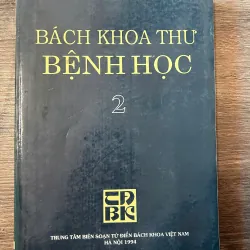 BÁCH KHOA THƯ
BỆNH HỌC
2
TRUNG TÂM BIÊN SOẠN TỪ ĐIỂN BÁCH KHOA VIỆT NAM
HÀ NỘI 1994